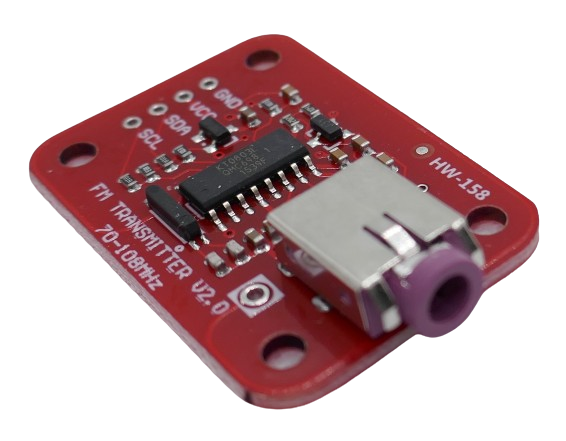 GND
VCC
SDA
SCL
HW-158
FM TRANSMITTER V2.0
70-108MHz